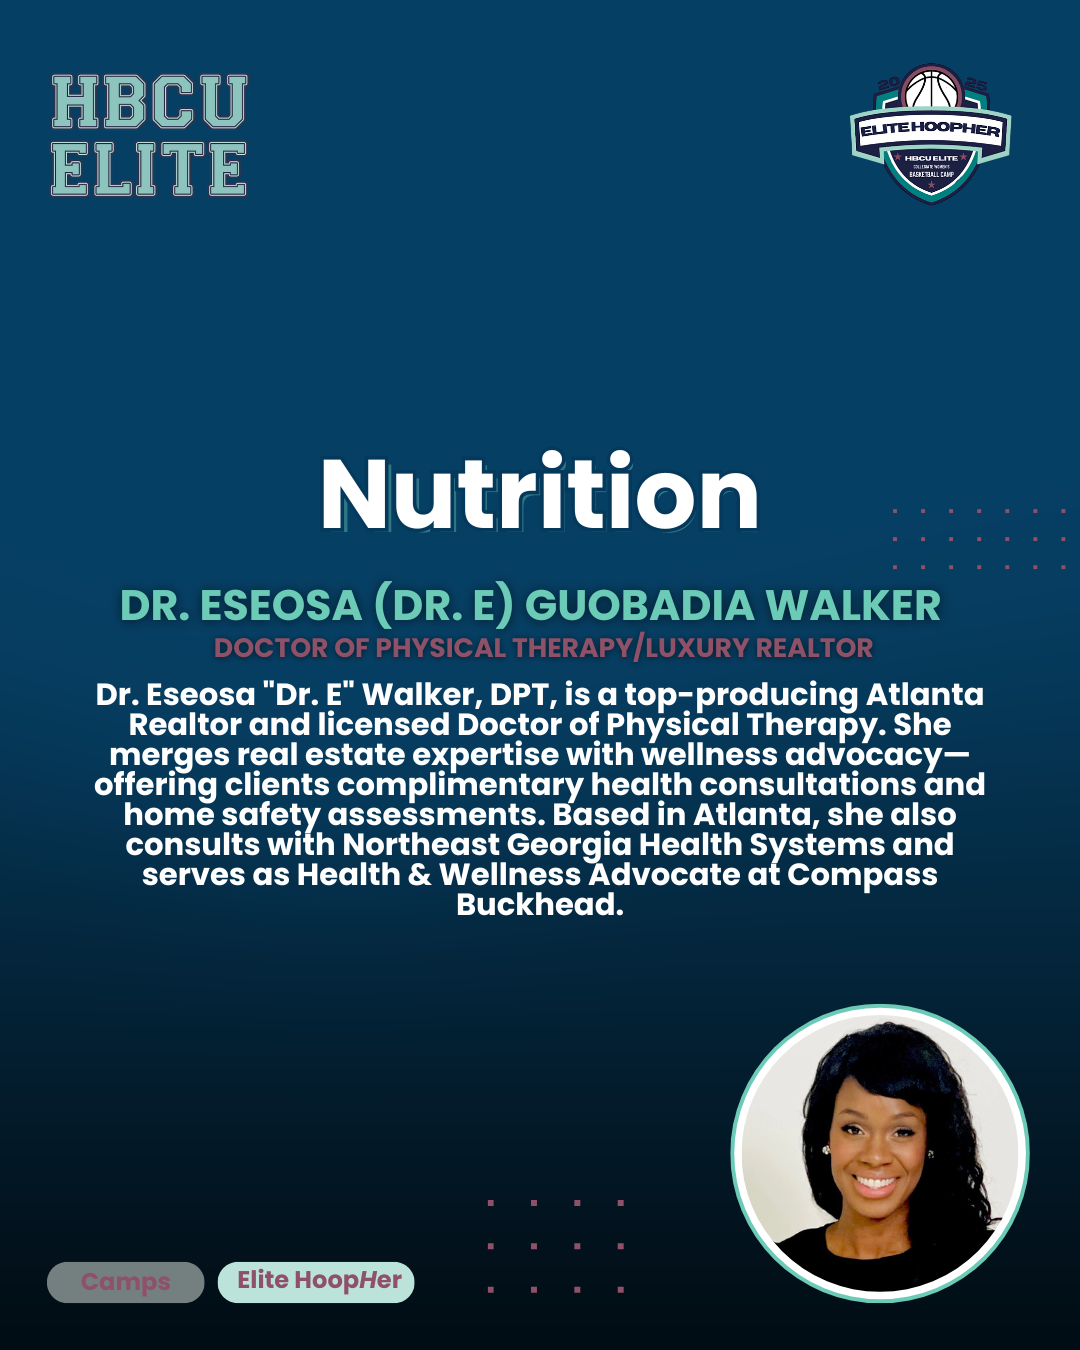 HBCU
ELITE
20 25
ELITE HOOPHER
HBCU ELITE
COLLEGIATE WOMEN'S
BASKETBALL CAMP
Nutrition
DR. ESEOSA (DR. E) GUOBADIA WALKER
DOCTOR OF PHYSICAL THERAPY/LUXURY REALTOR
Dr. Eseosa "Dr. E" Walker, DPT, is a top-producing Atlanta
Realtor and licensed Doctor of Physical Therapy. She
merges real estate expertise with wellness advocacy—
offering clients complimentary health consultations and
home safety assessments. Based in Atlanta, she also
consults with Northeast Georgia Health Systems and
serves as Health & Wellness Advocate at Compass
Buckhead.
Camps
Elite HoopHer